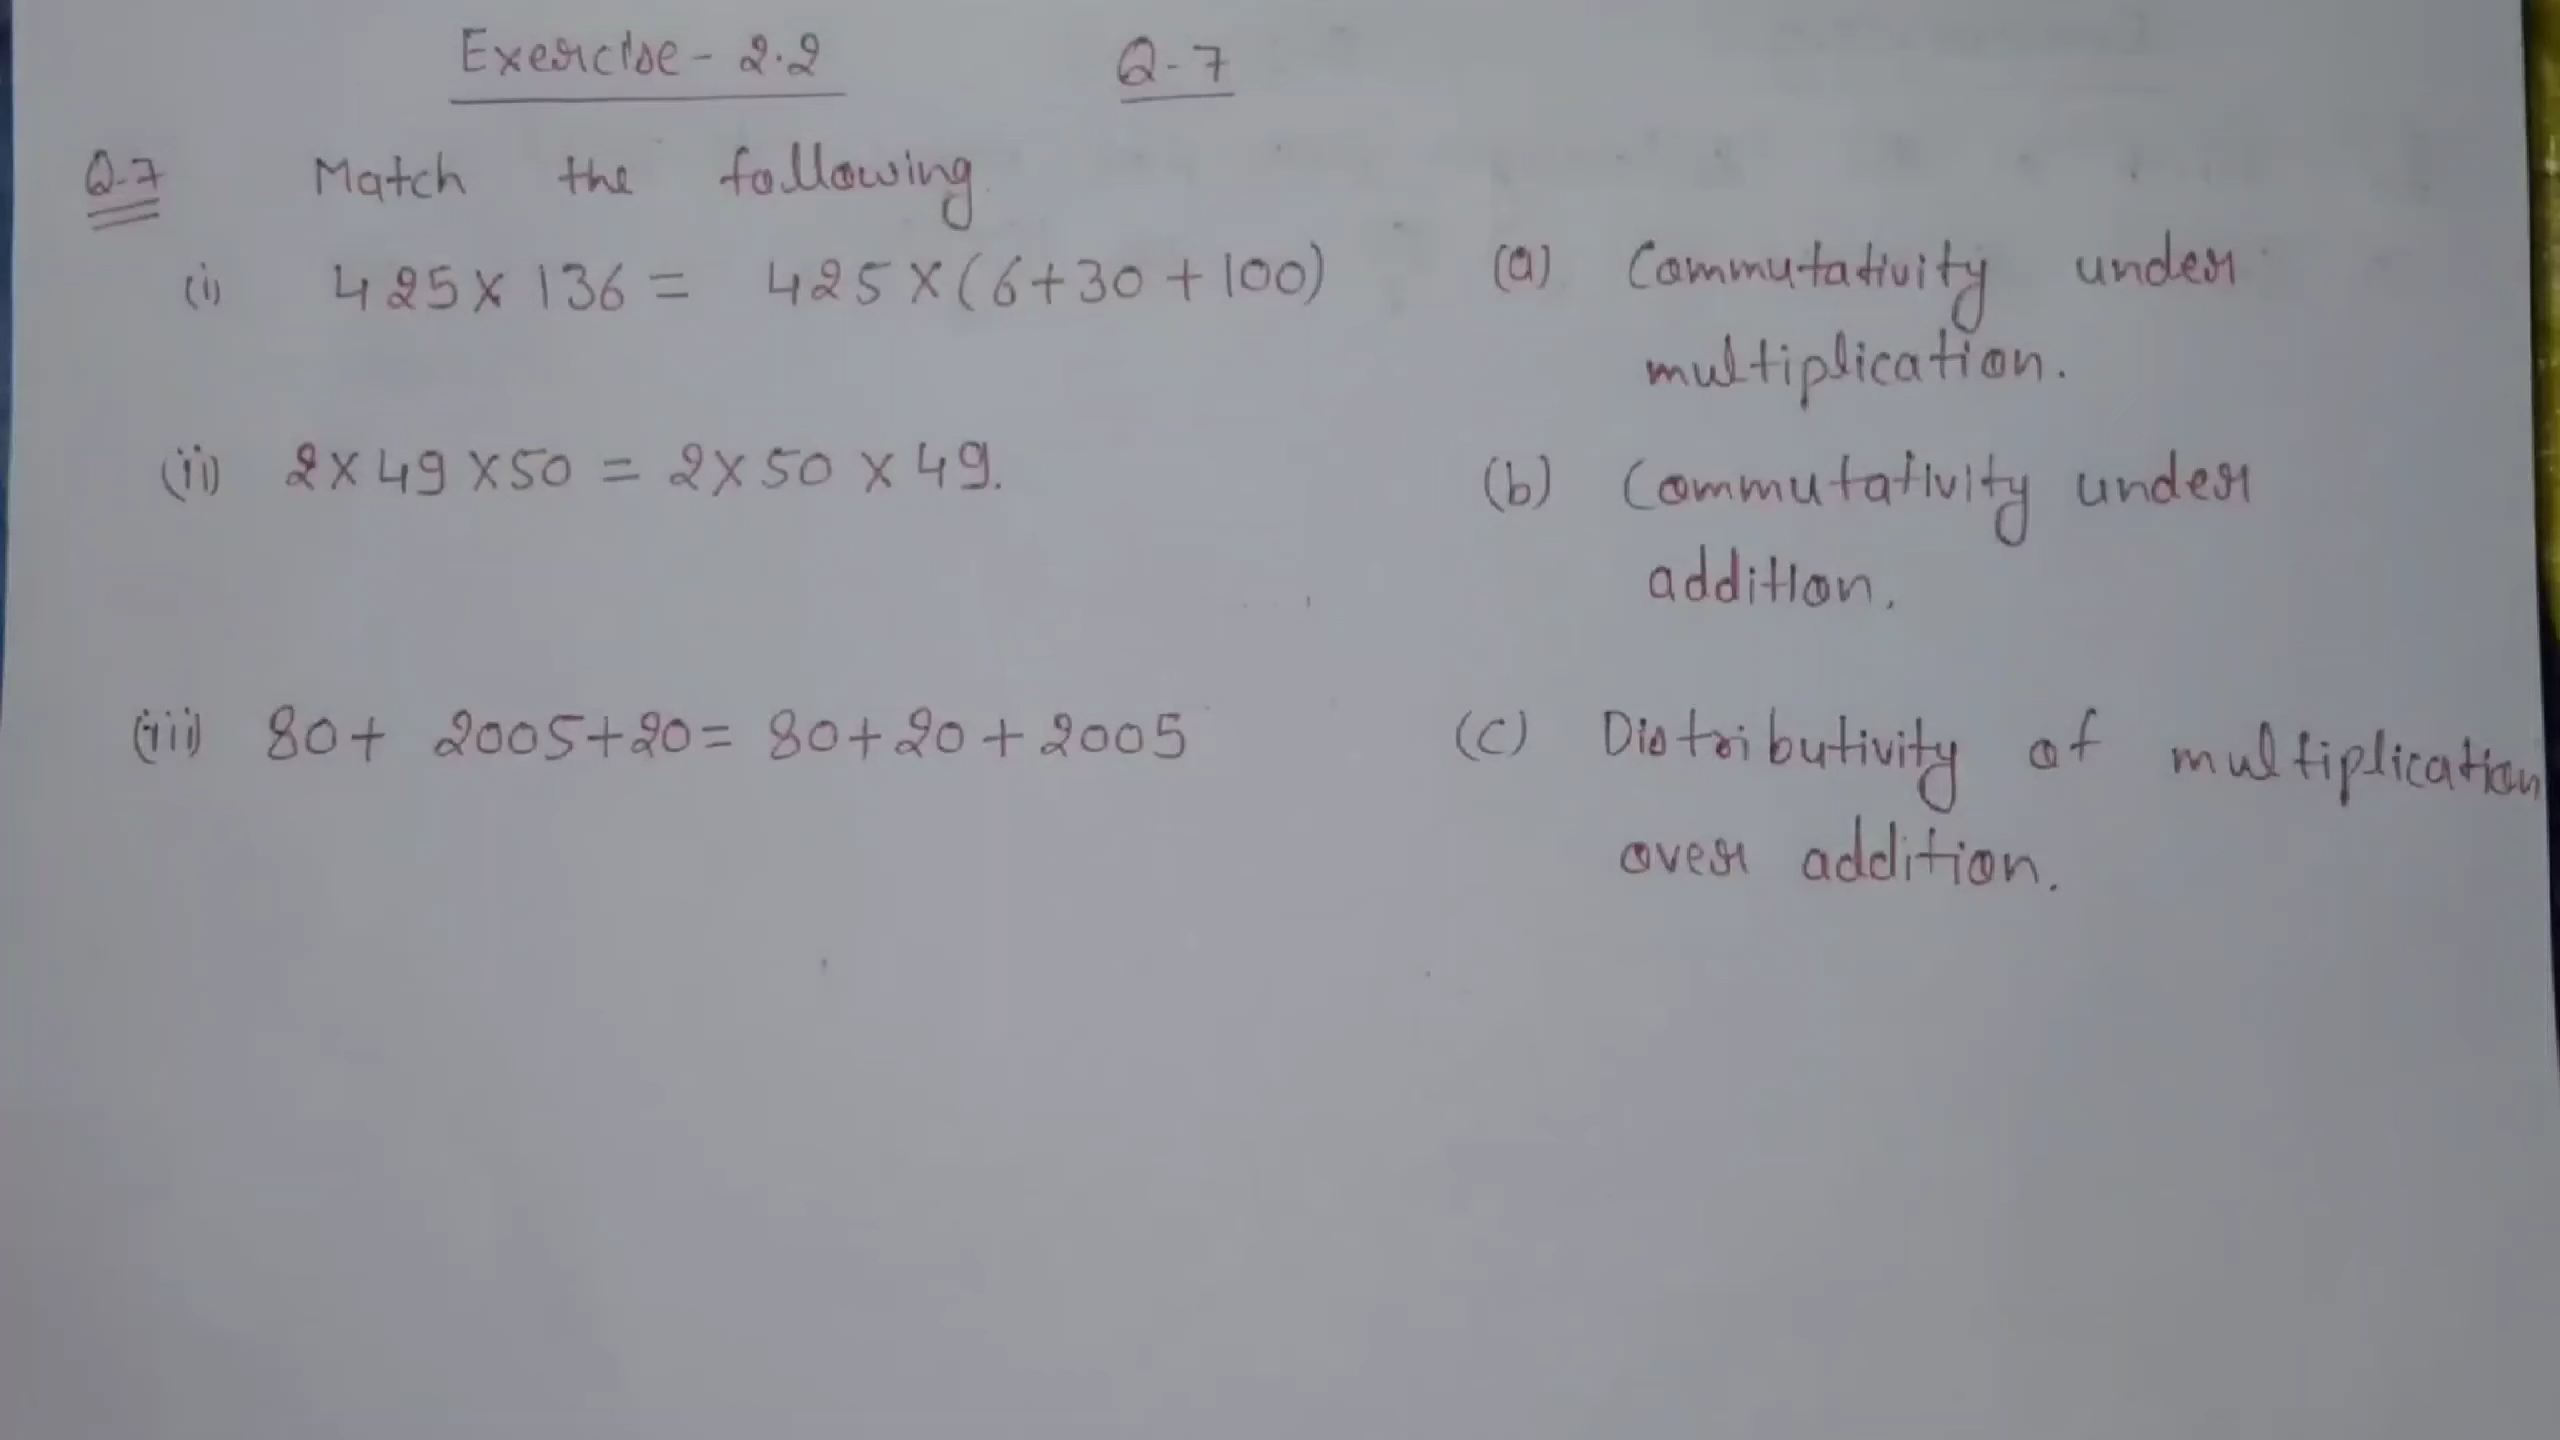 Exercise - 2.2 Q-7
Q-7 Match the following
(i) 425 × 136 = 425 × (6+30+100) (a) Commutativity under
multiplication.
(ii) 2 × 49 × 50 = 2 × 50 × 49. (b) Commutativity under
addition.
(iii) 80 + 2005 + 20 = 80 + 20 + 2005 (c) Distributivity of multiplication
over addition.